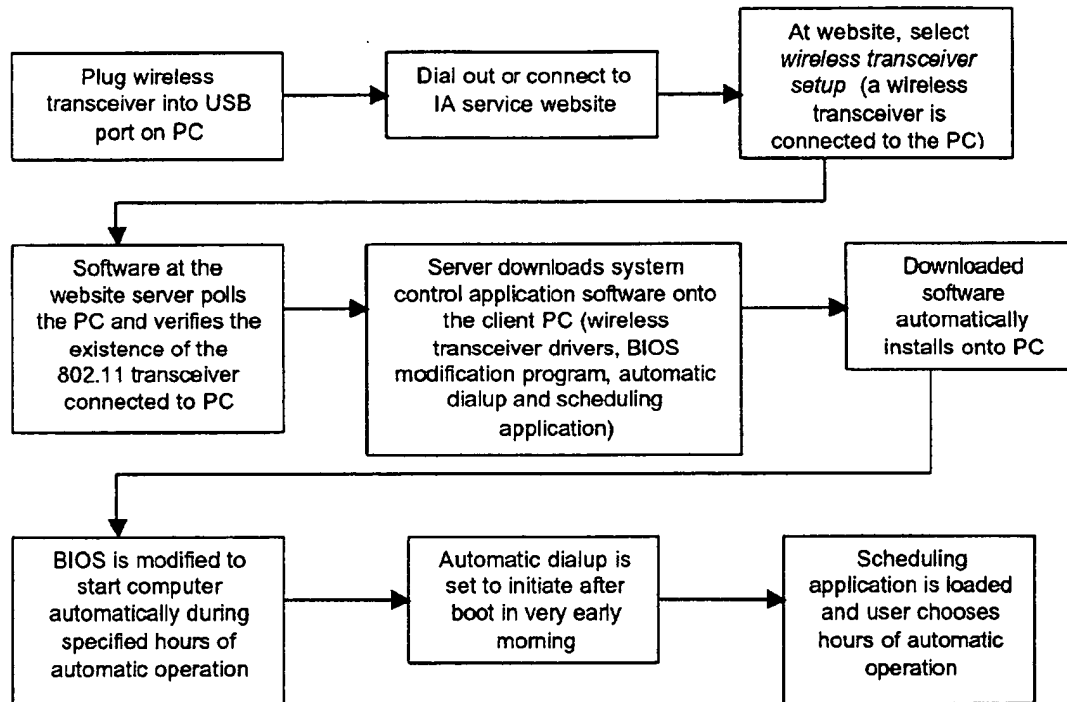 Plug wireless
transceiver into USB
port on PC
Dial out or connect to
IA service website
At website, select
wireless transceiver
setup (a wireless
transceiver is
connected to the PC)
Software at the
website server polls
the PC and verifies the
existence of the
802.11 transceiver
connected to PC
Server downloads system
control application software onto
the client PC (wireless
transceiver drivers, BIOS
modification program, automatic
dialup and scheduling
application)
Downloaded
software
automatically
installs onto PC
BIOS is modified to
start computer
automatically during
specified hours of
automatic operation
Automatic dialup is
set to initiate after
boot in very early
morning
Scheduling
application is loaded
and user chooses
hours of automatic
operation